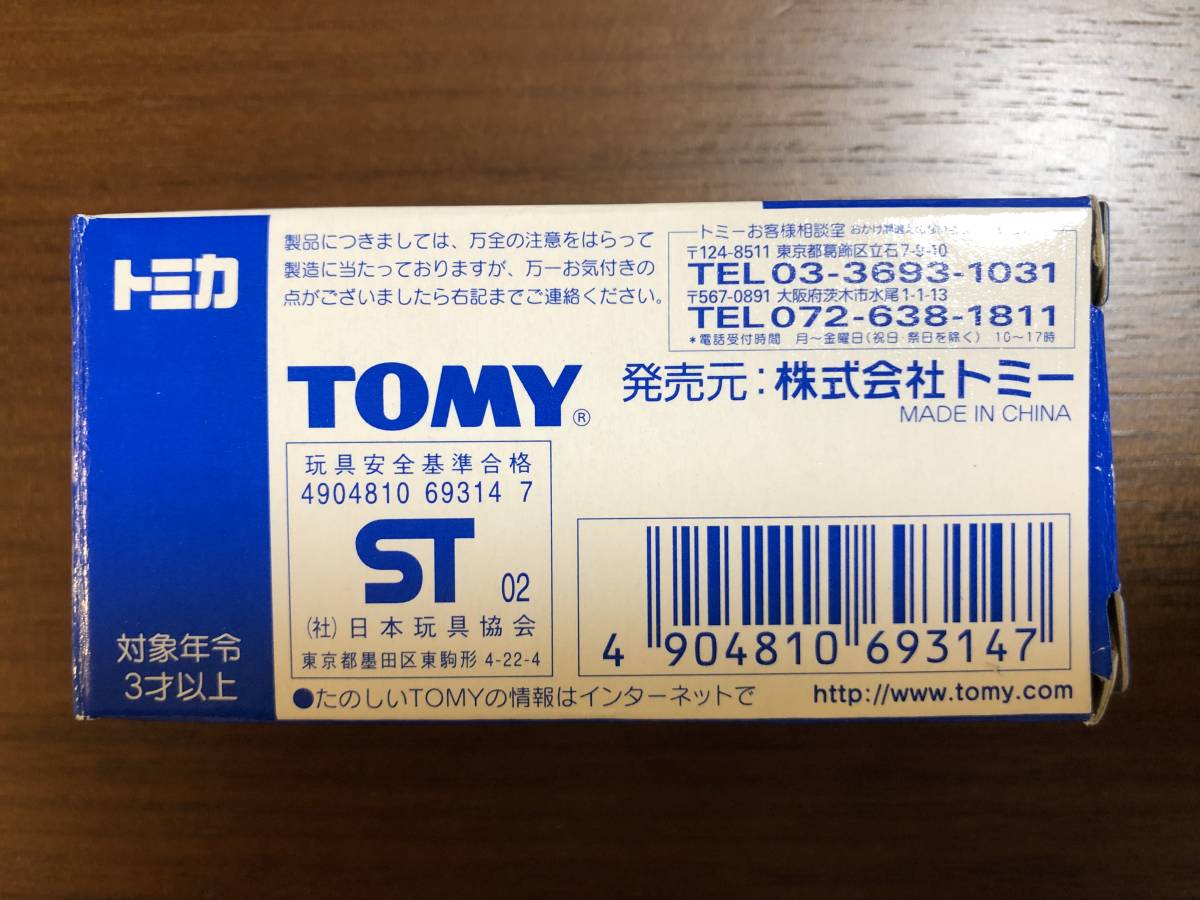 トミカ
対象年令
3才以上
製品につきましては、万全の注意をはらって
製造に当たっておりますが、万一お気付きの
点がございましたら右記までご連絡ください。
トミーお客様相談室
〒124-8511 東京都葛飾区立石7-9-10
TEL03-3693-1031
〒567-0891 大阪府茨木市水尾1-1-13
TEL072-638-1811
*電話受付時間 月〜金曜日(祝日・祭日を除く) 10〜17時
TOMY®
発売元:株式会社トミー
MADE IN CHINA
玩具安全基準合格
4904810 69314 7
ST 02
(社)日本玩具協会
東京都墨田区東駒形 4-22-4
4 904810 693147
●たのしいTOMYの情報はインターネットで http://www.tomy.com